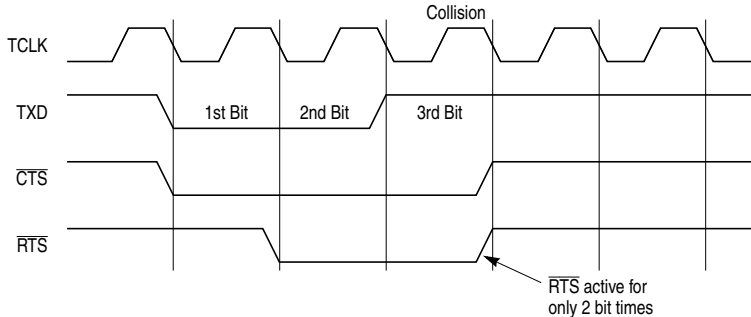 Collision
TCLK
TXD
1st Bit
2nd Bit
3rd Bit
CTS
RTS
RTS active for
only 2 bit times